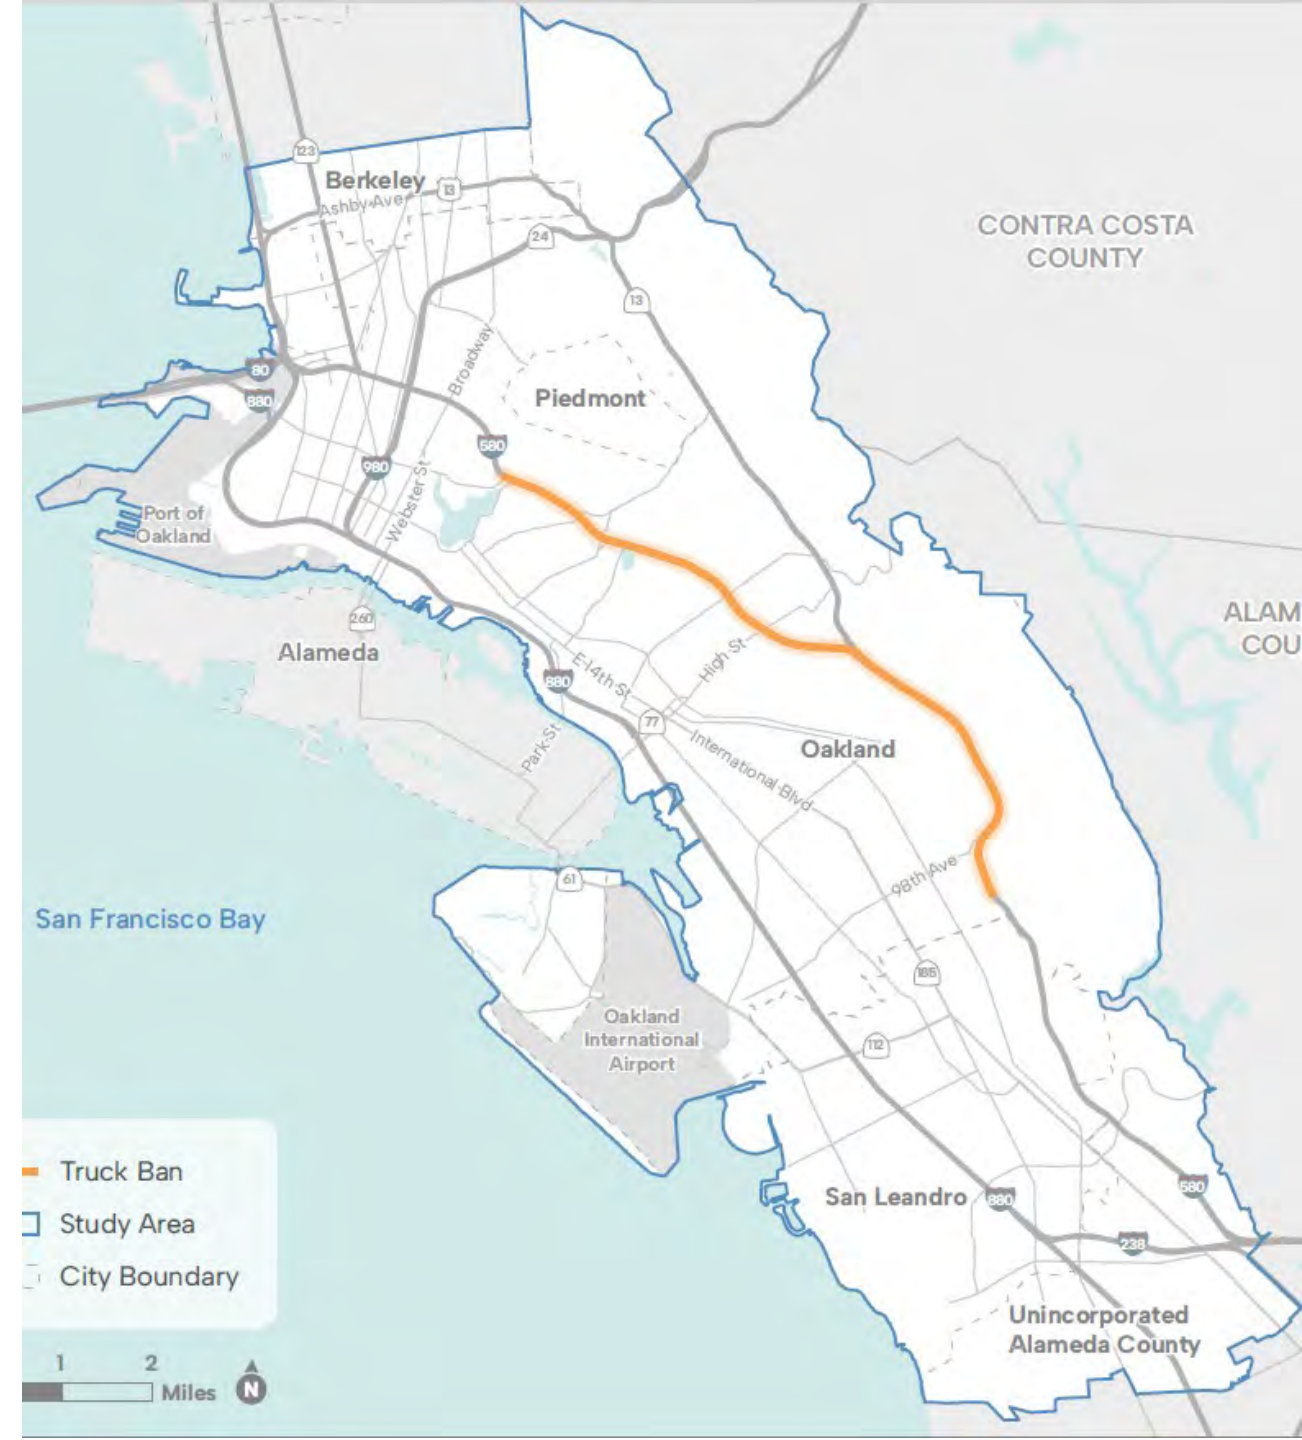 123
Berkeley
13
Ashby Ave
24
CONTRA COSTA
COUNTY
13
Broadway
80
880
Piedmont
580
980
Webster St
Port of
Oakland
260
ALAM
COU
Alameda
High St
E 14th St
880
77
Park St
International Blvd
Oakland
98th Ave
61
San Francisco Bay
185
Oakland
International
Airport
112
Truck Ban
Study Area
City Boundary
San Leandro
880
580
238
Unincorporated
Alameda County
1 2
Miles
N